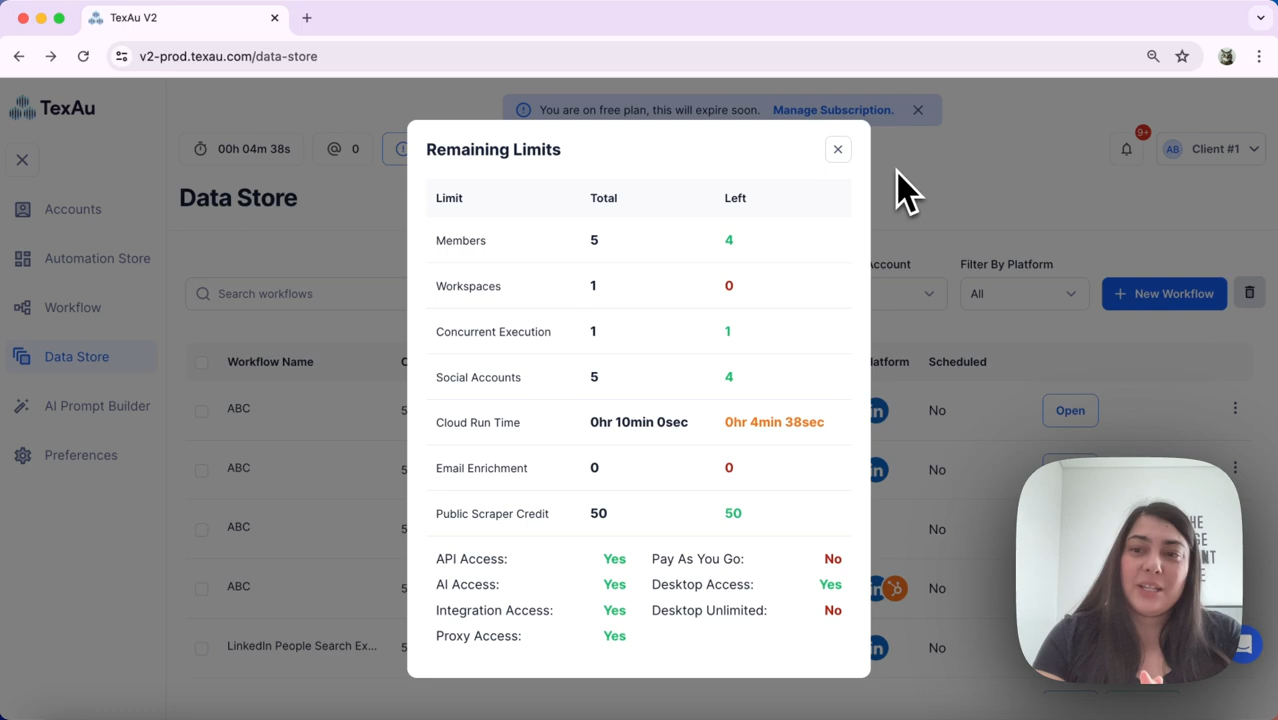 TexAu V2
v2-prod.texau.com/data-store
TexAu
You are on free plan, this will expire soon. Manage Subscription.
00h 04m 38s
0
9+
AB
Client #1
Data Store
Accounts
Automation Store
Workflow
Data Store
AI Prompt Builder
Preferences
Search workflows
Account
Filter By Platform
All
New Workflow
Workflow Name
Platform
Scheduled
ABC
No
Open
ABC
No
ABC
No
ABC
No
LinkedIn People Search Ex...
No
Remaining Limits
Limit Total Left
Members 5 4
Workspaces 1 0
Concurrent Execution 1 1
Social Accounts 5 4
Cloud Run Time 0hr 10min 0sec 0hr 4min 38sec
Email Enrichment 0 0
Public Scraper Credit 50 50
API Access: Yes Pay As You Go: No
AI Access: Yes Desktop Access: Yes
Integration Access: Yes Desktop Unlimited: No
Proxy Access: Yes